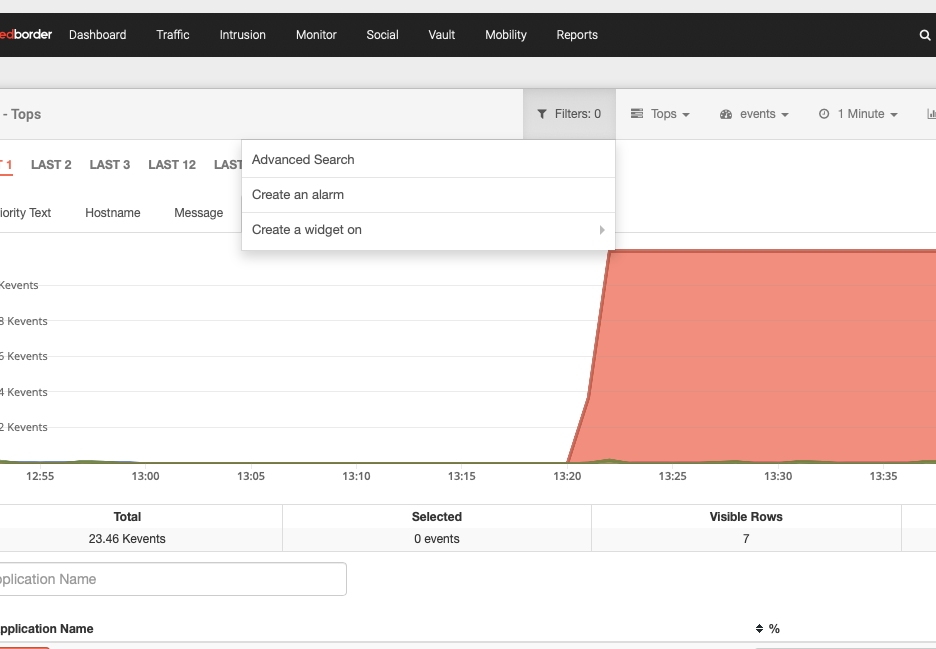 edborder Dashboard Traffic Intrusion Monitor Social Vault Mobility Reports
- Tops Filters: 0 Tops events 1 Minute
1 LAST 2 LAST 3 LAST 12 LAST
Advanced Search
Create an alarm
iority Text Hostname Message
Create a widget on
Kevents
8 Kevents
6 Kevents
4 Kevents
2 Kevents
12:55 13:00 13:05 13:10 13:15 13:20 13:25 13:30 13:35
Total Selected Visible Rows
23.46 Kevents 0 events 7
pplication Name
pplication Name %